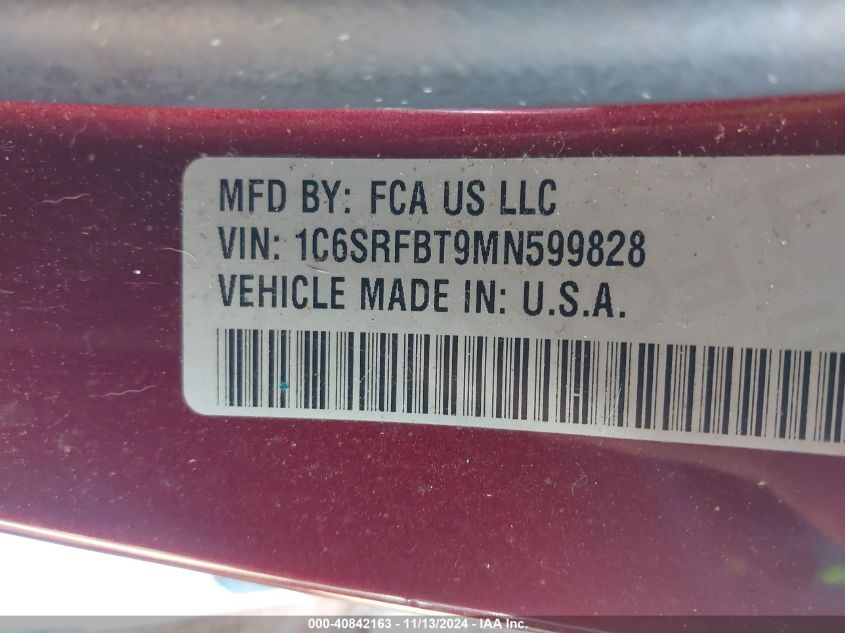 MFD BY: FCA US LLC
VIN: 1C6SRFBT9MN599828
VEHICLE MADE IN: U.S.A.
000-40842163 - 11/13/2024 - IAA Inc.